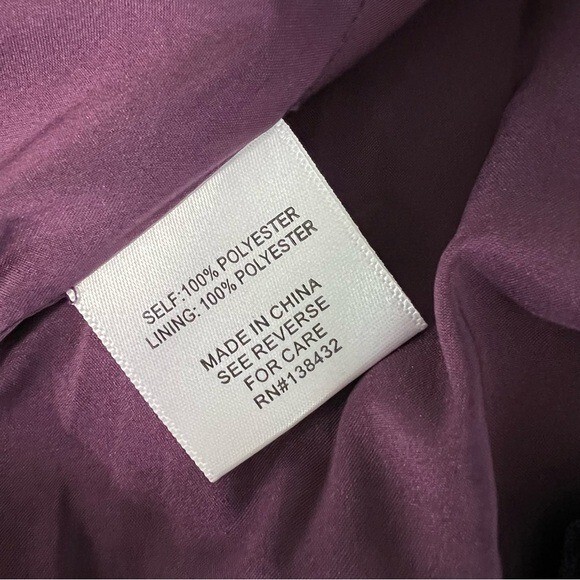 SELF:100% POLYESTER
LINING: 100% POLYESTER
MADE IN CHINA
SEE REVERSE
FOR CARE
RN#138432